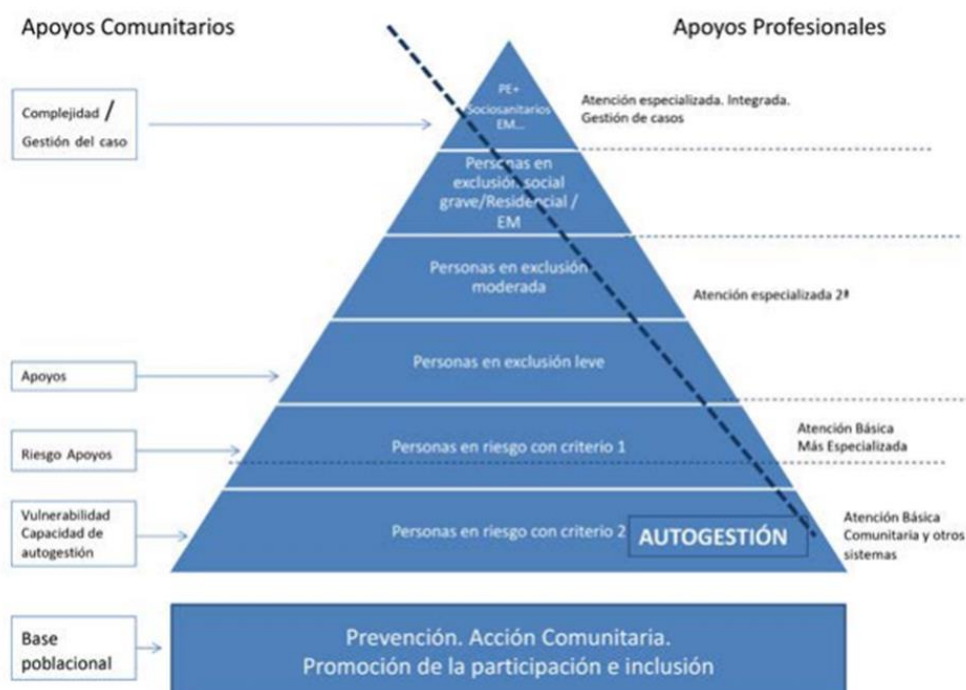 Apoyos Comunitarios
Apoyos Profesionales
Complejidad /
Gestión del caso
PE+
Sociosanitarios
EM...
Atención especializada. Integrada.
Gestión de casos
Personas en
exclusión social
grave/Residencial /
EM
Personas en exclusión
moderada
Atención especializada 2ª
Apoyos
Personas en exclusión leve
Riesgo Apoyos
Personas en riesgo con criterio 1
Atención Básica
Más Especializada
Vulnerabilidad
Capacidad de
autogestión
Personas en riesgo con criterio 2
AUTOGESTIÓN
Atención Básica
Comunitaria y otros
sistemas
Base
poblacional
Prevención. Acción Comunitaria.
Promoción de la participación e inclusión